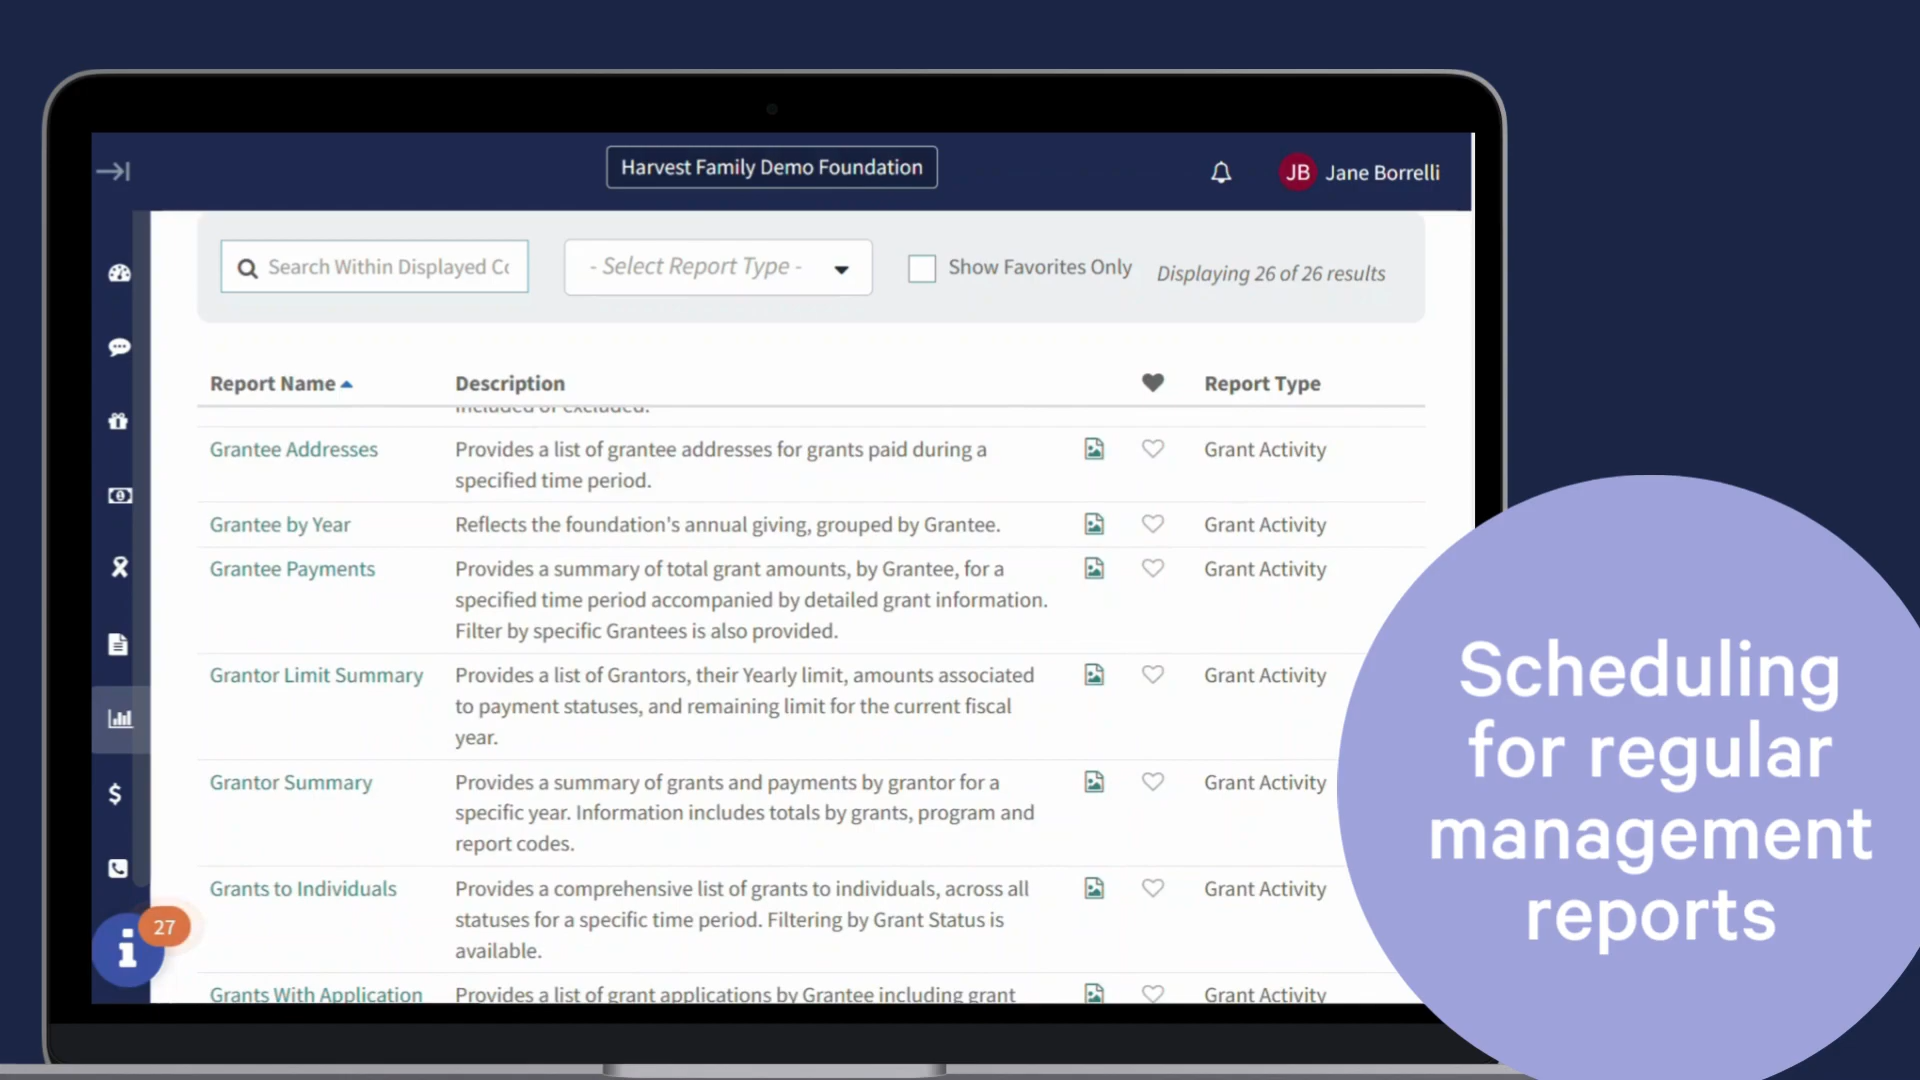 Harvest Family Demo Foundation
JB Jane Borrelli
Search Within Displayed Co
- Select Report Type -
Show Favorites Only
Displaying 26 of 26 results
Report Name Description Report Type
included or excluded.
Grantee Addresses Provides a list of grantee addresses for grants paid during a Grant Activity
specified time period.
Grantee by Year Reflects the foundation's annual giving, grouped by Grantee. Grant Activity
Grantee Payments Provides a summary of total grant amounts, by Grantee, for a Grant Activity
specified time period accompanied by detailed grant information.
Filter by specific Grantees is also provided.
Grantor Limit Summary Provides a list of Grantors, their Yearly limit, amounts associated Grant Activity
to payment statuses, and remaining limit for the current fiscal
year.
Grantor Summary Provides a summary of grants and payments by grantor for a Grant Activity
specific year. Information includes totals by grants, program and
report codes.
Grants to Individuals Provides a comprehensive list of grants to individuals, across all Grant Activity
statuses for a specific time period. Filtering by Grant Status is
available.
Grants With Application Provides a list of grant applications by Grantee including grant Grant Activity
27
Scheduling
for regular
management
reports